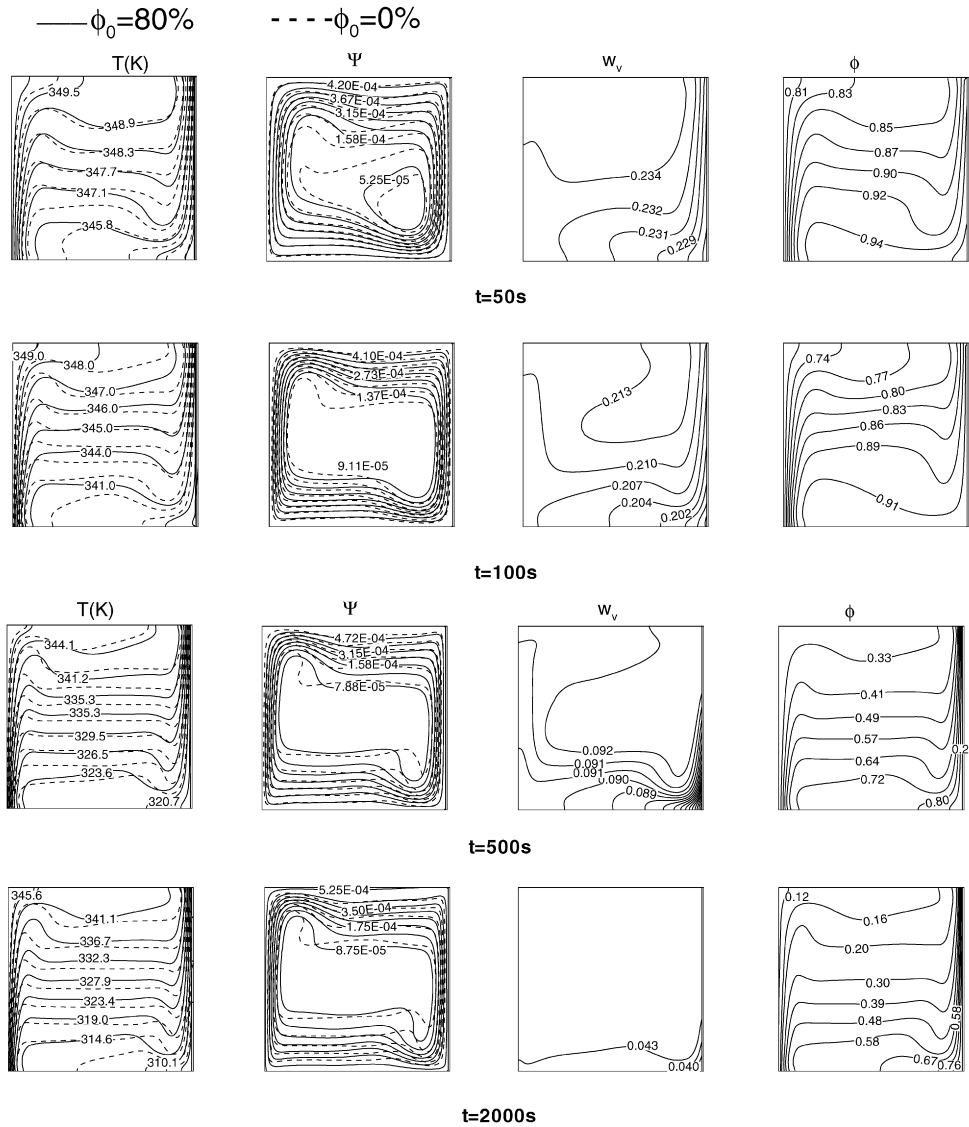 ϕ0=80% ϕ0=0%
T(K) Ψ wv ϕ
349.5 348.9 348.3 347.7 347.1 345.8
4.20E-04 3.67E-04 3.15E-04 1.58E-04 5.25E-05
0.234 0.232 0.231 0.229
0.81 0.83 0.85 0.87 0.90 0.92 0.94
t=50s
349.0 348.0 347.0 346.0 345.0 344.0 341.0
4.10E-04 2.73E-04 1.37E-04 9.11E-05
0.213 0.210 0.207 0.204 0.202
0.74 0.77 0.80 0.83 0.86 0.89 0.91
t=100s
T(K) Ψ wv ϕ
344.1 341.2 335.3 335.3 329.5 326.5 323.6 320.7
4.72E-04 3.15E-04 1.58E-04 7.88E-05
0.092 0.091 0.091 0.090 0.089
0.33 0.41 0.49 0.57 0.2 0.64 0.72 0.80
t=500s
345.6 341.1 336.7 332.3 327.9 323.4 319.0 314.6 310.1
5.25E-04 3.50E-04 1.75E-04 8.75E-05
0.043 0.040
0.12 0.16 0.20 0.30 0.39 0.48 0.58 0.58 0.67 0.76
t=2000s